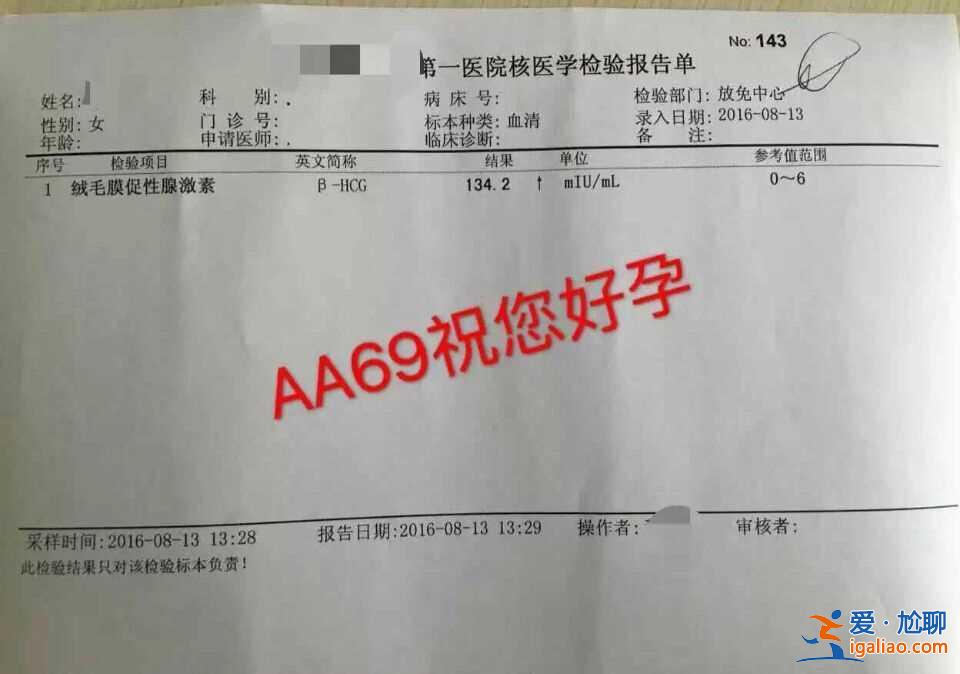 No: 143
第一医院核医学检验报告单
姓名: 科 别: . 病 床 号: 检验部门: 放免中心
性别: 女 门 诊 号: 标本种类: 血清 录入日期: 2016-08-13
年龄: 申请医师: . 临床诊断: 备 注:
序号 检验项目 英文简称 结果 单位 参考值范围
1 绒毛膜促性腺激素 β-HCG 134.2 ↑ mIU/mL 0~6
AA69祝您好孕
采样时间: 2016-08-13 13:28 报告日期: 2016-08-13 13:29 操作者: 审核者:
此检验结果只对该检验标本负责!
爱·尬聊
igaliao.com